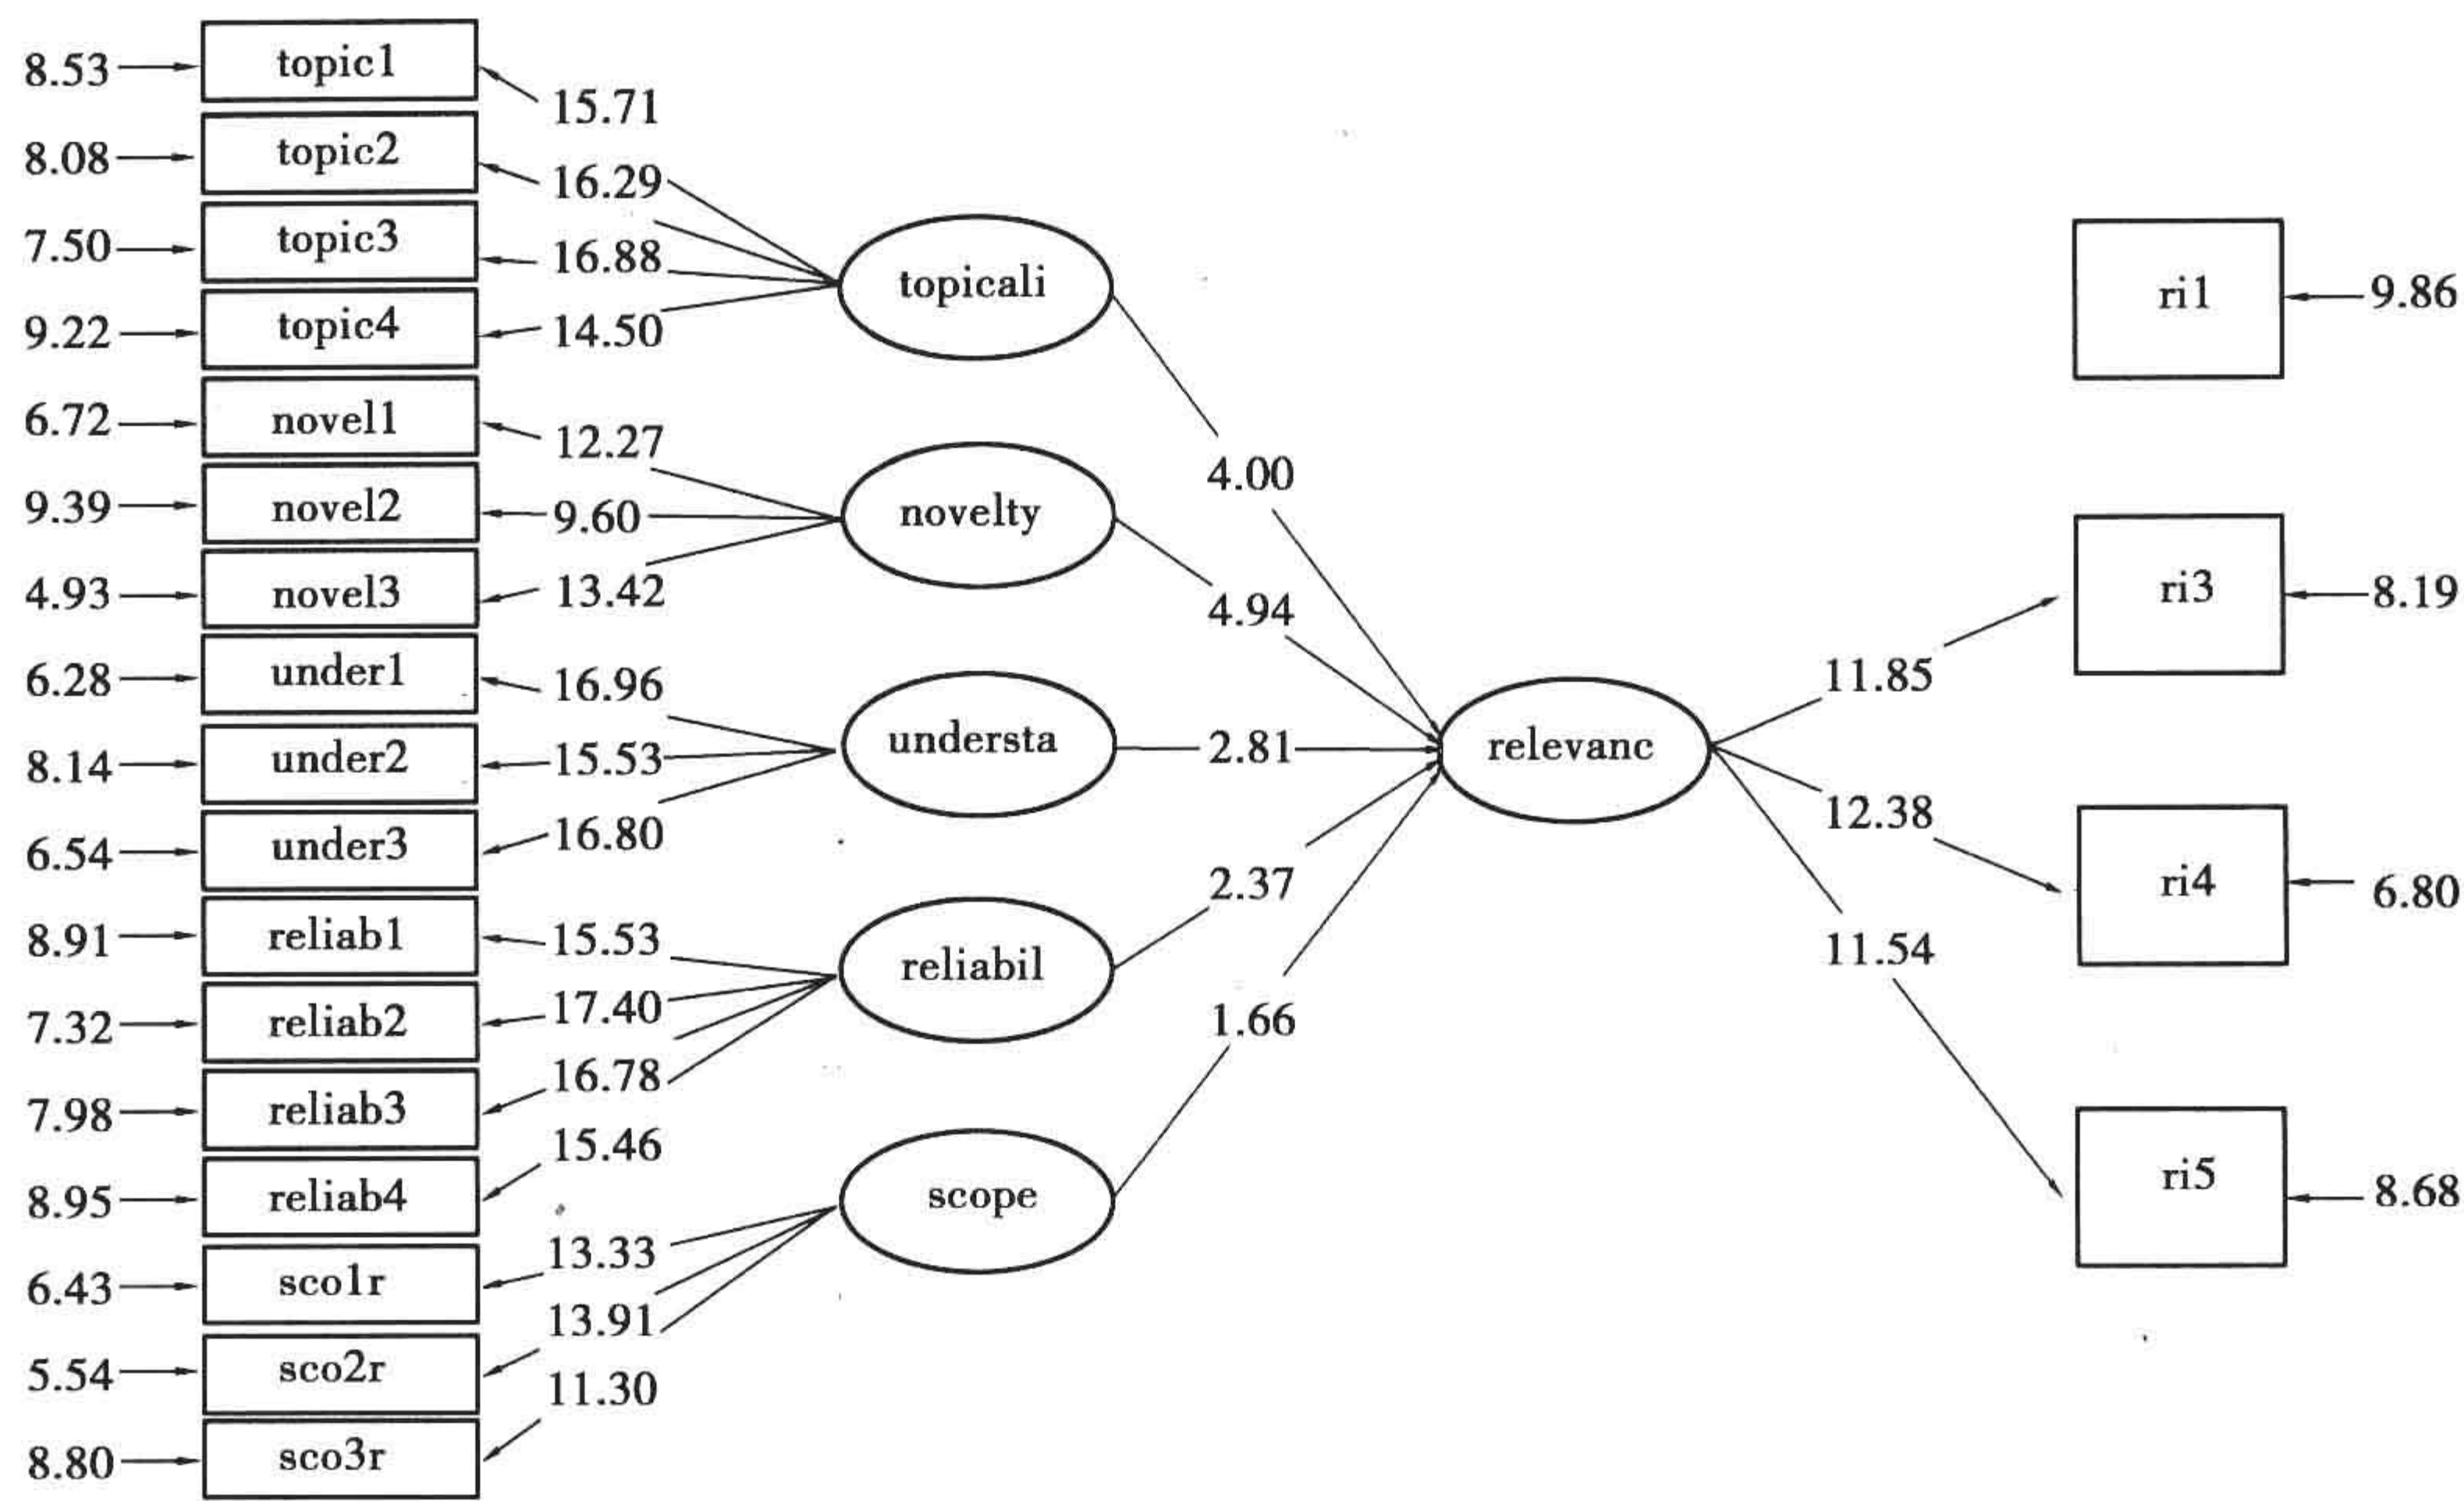 8.53 topic1 15.71
8.08 topic2 16.29
7.50 topic3 16.88
9.22 topic4 14.50
6.72 novel1 12.27
9.39 novel2 9.60
4.93 novel3 13.42
6.28 under1 16.96
8.14 under2 15.53
6.54 under3 16.80
8.91 reliab1 15.53
7.32 reliab2 17.40
7.98 reliab3 16.78
8.95 reliab4 15.46
6.43 sco1r 13.33
5.54 sco2r 13.91
8.80 sco3r 11.30
topicali 4.00
novelty 4.94
understa 2.81
reliabil 2.37
scope 1.66
relevanc
11.85
12.38
11.54
ri1 9.86
ri3 8.19
ri4 6.80
ri5 8.68